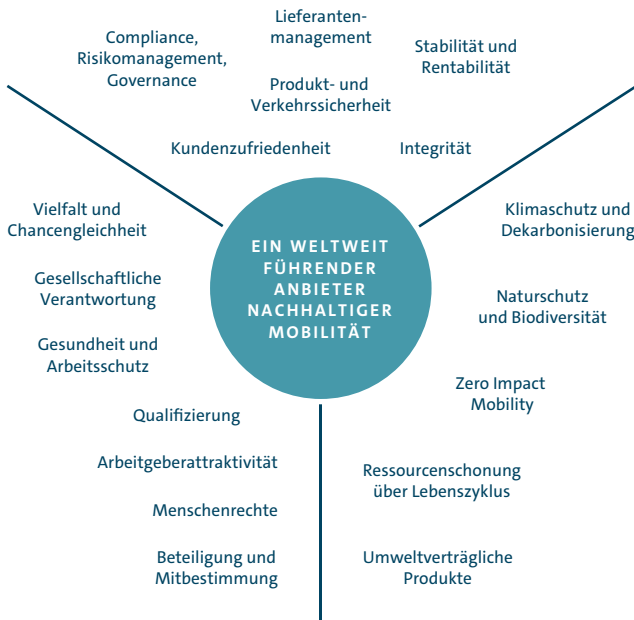 Lieferanten-
management
Compliance,
Risikomanagement,
Governance
Stabilität und
Rentabilität
Produkt- und
Verkehrssicherheit
Kundenzufriedenheit
Integrität
Vielfalt und
Chancengleichheit
Gesellschaftliche
Verantwortung
Gesundheit und
Arbeitsschutz
Qualifizierung
Arbeitgeberattraktivität
Menschenrechte
Beteiligung und
Mitbestimmung
EIN WELTWEIT
FÜHRENDER
ANBIETER
NACHHALTIGER
MOBILITÄT
Klimaschutz und
Dekarbonisierung
Naturschutz
und Biodiversität
Zero Impact
Mobility
Ressourcenschonung
über Lebenszyklus
Umweltverträgliche
Produkte